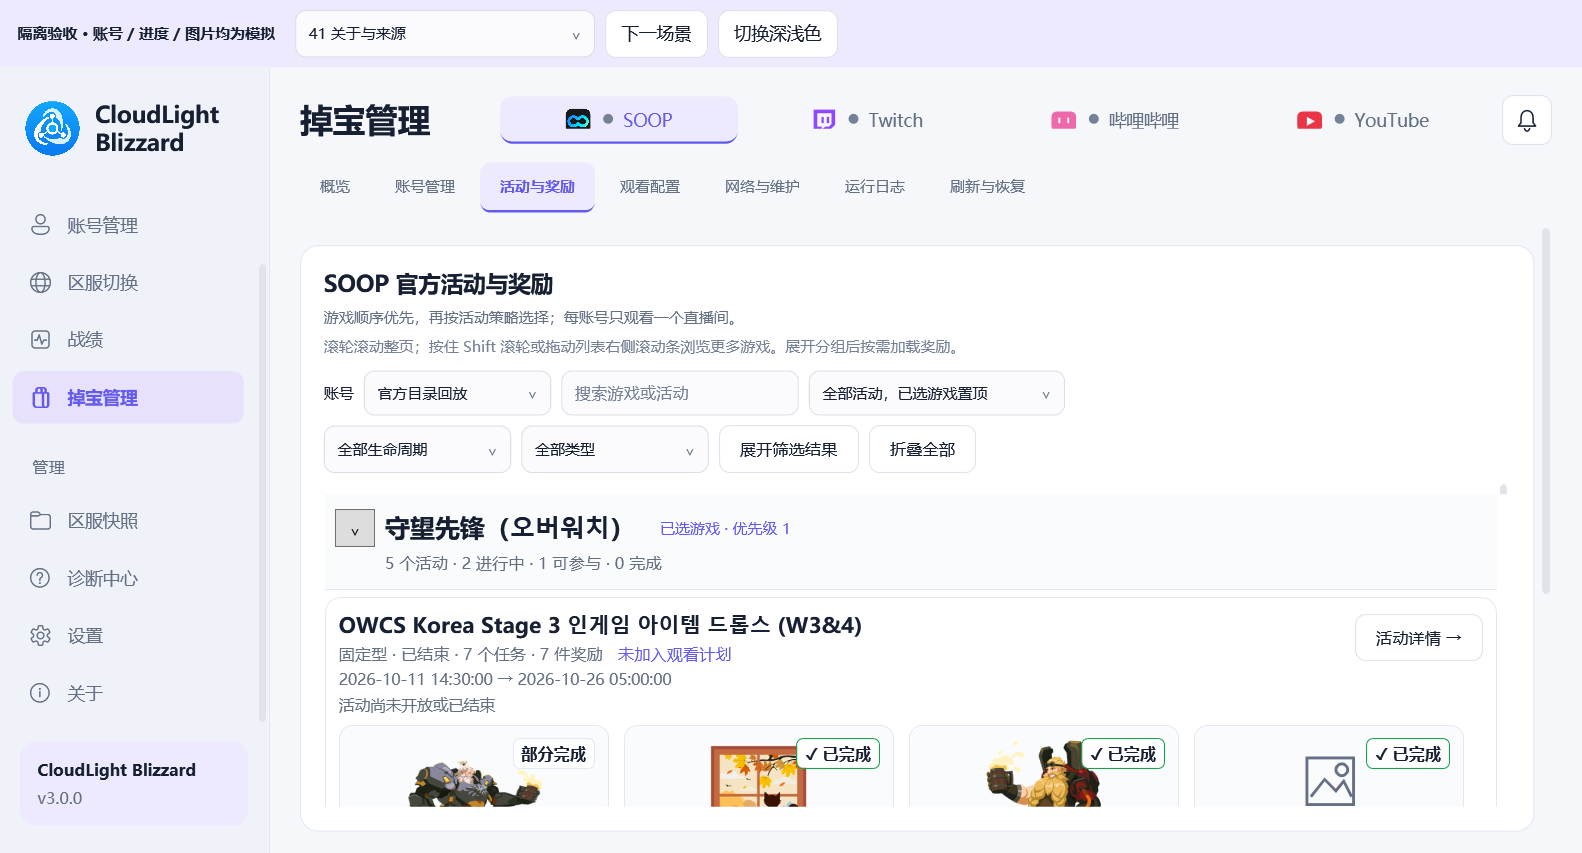 隔离验收 • 账号 / 进度 / 图片均为模拟
41 关于与来源
下一场景
切换深浅色
CloudLight
Blizzard
账号管理
区服切换
战绩
掉宝管理
管理
区服快照
诊断中心
设置
关于
CloudLight Blizzard
v3.0.0
掉宝管理
SOOP
Twitch
哔哩哔哩
YouTube
概览
账号管理
活动与奖励
观看配置
网络与维护
运行日志
刷新与恢复
SOOP 官方活动与奖励
游戏顺序优先，再按活动策略选择；每账号只观看一个直播间。
滚轮滚动整页；按住 Shift 滚轮或拖动列表右侧滚动条浏览更多游戏。展开分组后按需加载奖励。
账号
官方目录回放
搜索游戏或活动
全部活动，已选游戏置顶
全部生命周期
全部类型
展开筛选结果
折叠全部
守望先锋（오버워치） 已选游戏 · 优先级 1
5 个活动 · 2 进行中 · 1 可参与 · 0 完成
OWCS Korea Stage 3 인게임 아이템 드롭스 (W3&4)
活动详情 →
固定型 · 已结束 · 7 个任务 · 7 件奖励 未加入观看计划
2026-10-11 14:30:00 → 2026-10-26 05:00:00
活动尚未开放或已结束
部分完成
✓ 已完成
✓ 已完成
✓ 已完成